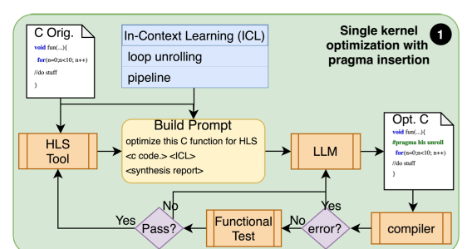 C Orig.
void fun(...){
for(n=0;n<10; n++)
//do stuff
}
In-Context Learning (ICL)
loop unrolling
pipeline
Single kernel
optimization with
pragma insertion
1
HLS
Tool
Build Prompt
optimize this C function for HLS
<c code.> <ICL>
<synthesis report>
LLM
Opt. C
void fun(...){
#pragma hls unroll
for(n=0;n<10; n++)
//do stuff
}
Yes
Pass?
No
Functional
Test
No
Yes
error?
compiler